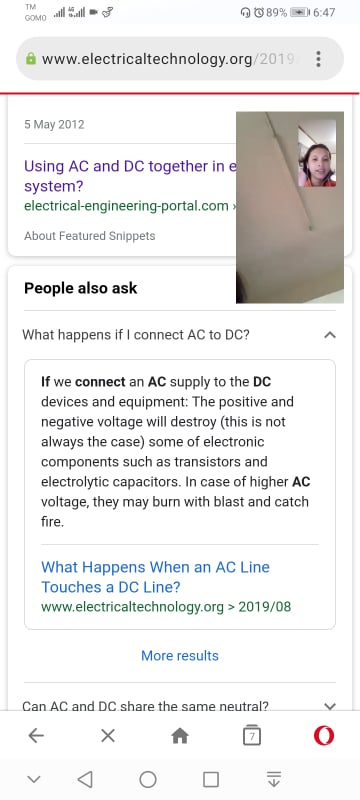 TM
GOMO
4G
89%
6:47
www.electricaltechnology.org/2019
5 May 2012
Using AC and DC together in e
system?
electrical-engineering-portal.com ›
About Featured Snippets
People also ask
What happens if I connect AC to DC?
If we connect an AC supply to the DC
devices and equipment: The positive and
negative voltage will destroy (this is not
always the case) some of electronic
components such as transistors and
electrolytic capacitors. In case of higher AC
voltage, they may burn with blast and catch
fire.
What Happens When an AC Line
Touches a DC Line?
www.electricaltechnology.org > 2019/08
More results
Can AC and DC share the same neutral?
7